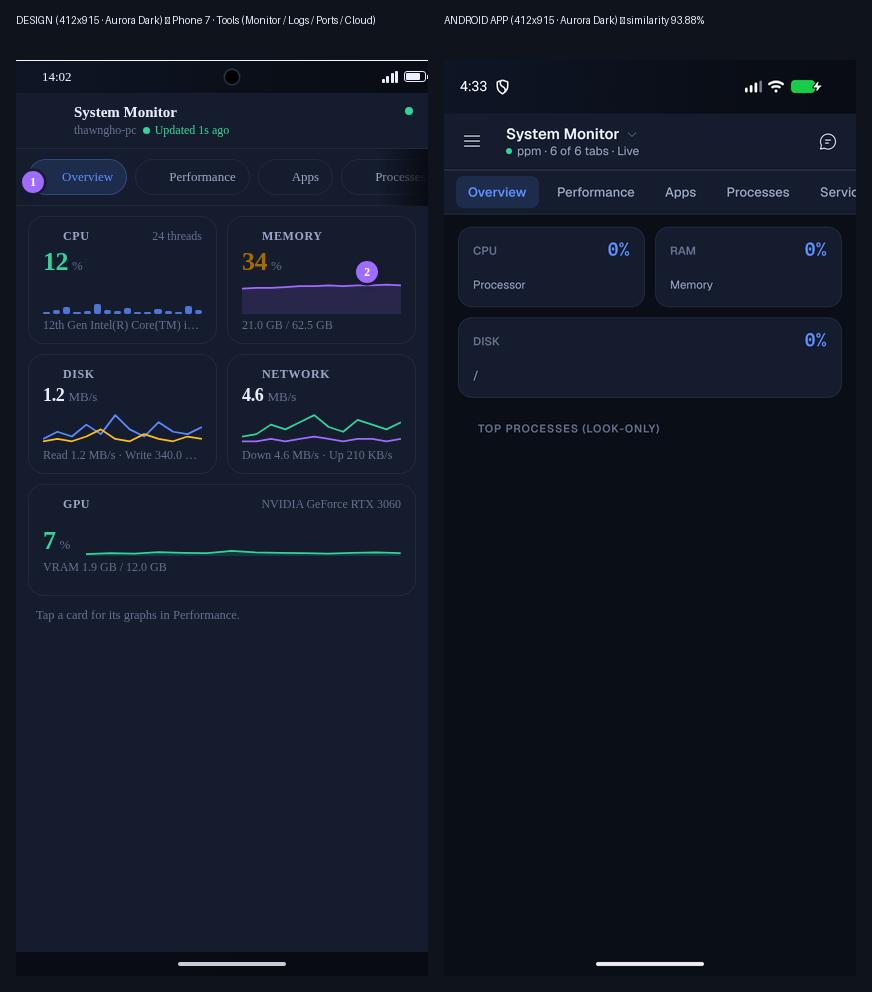 DESIGN (412x915 · Aurora Dark) Phone 7 · Tools (Monitor / Logs / Ports / Cloud)
14:02
System Monitor
thawngho-pc Updated 1s ago
1
Overview
Performance
Apps
Processes
CPU
24 threads
12 %
12th Gen Intel(R) Core(TM) i…
MEMORY
34 %
2
21.0 GB / 62.5 GB
DISK
1.2 MB/s
Read 1.2 MB/s · Write 340.0 …
NETWORK
4.6 MB/s
Down 4.6 MB/s · Up 210 KB/s
GPU
NVIDIA GeForce RTX 3060
7 %
VRAM 1.9 GB / 12.0 GB
Tap a card for its graphs in Performance.
ANDROID APP (412x915 · Aurora Dark) similarity 93.88%
4:33
System Monitor
ppm · 6 of 6 tabs · Live
Overview
Performance
Apps
Processes
Servic
CPU
0%
Processor
RAM
0%
Memory
DISK
0%
/
TOP PROCESSES (LOOK-ONLY)